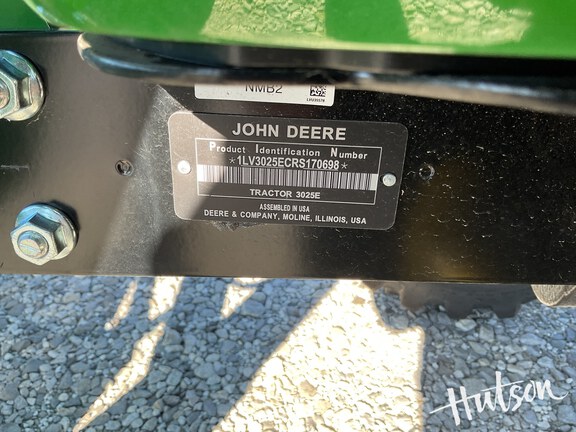 NMB2
JOHN DEERE
Product Identification Number
*1LV3025ECRS170698*
TRACTOR 3025E
ASSEMBLED IN USA
DEERE & COMPANY, MOLINE, ILLINOIS, USA
Hutson